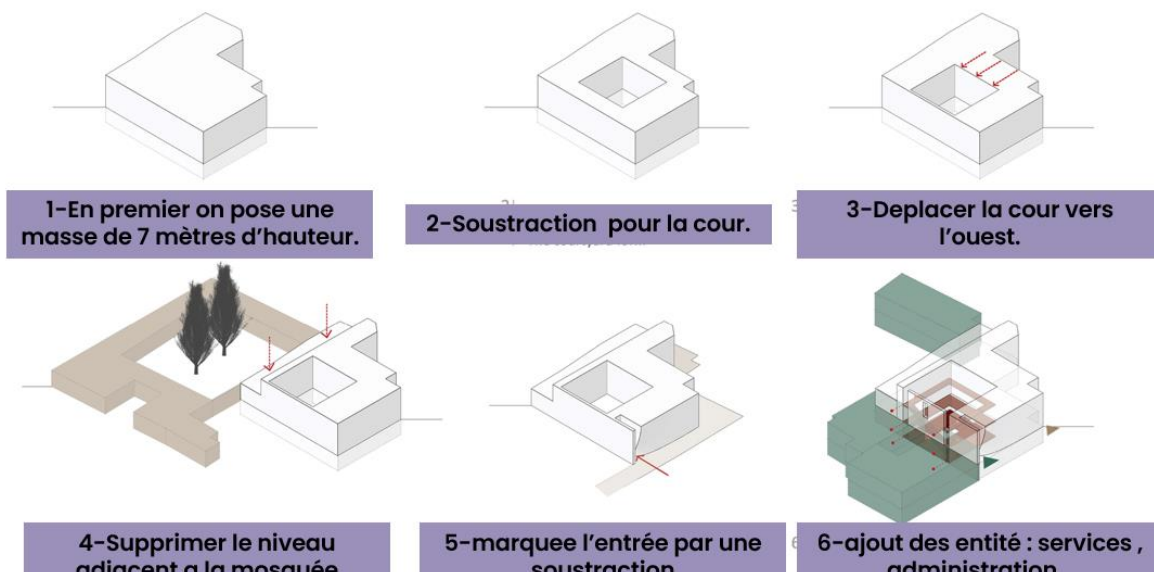 1-En premier on pose une
masse de 7 mètres d'hauteur.
2-Soustraction pour la cour.
3-Deplacer la cour vers
l'ouest.
4-Supprimer le niveau
adjacent a la mosquée
5-marquee l'entrée par une
soustraction
6-ajout des entité : services ,
administration